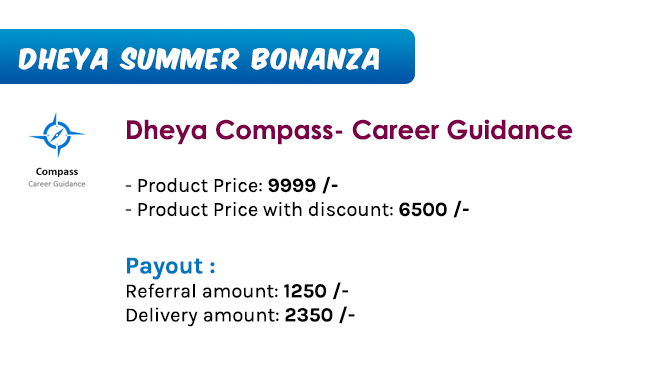 DHEYA SUMMER BONANZA
Dheya Compass- Career Guidance
Compass
Career Guidance
- Product Price: 9999 /-
- Product Price with discount: 6500 /-
Payout :
Referral amount: 1250 /-
Delivery amount: 2350 /-